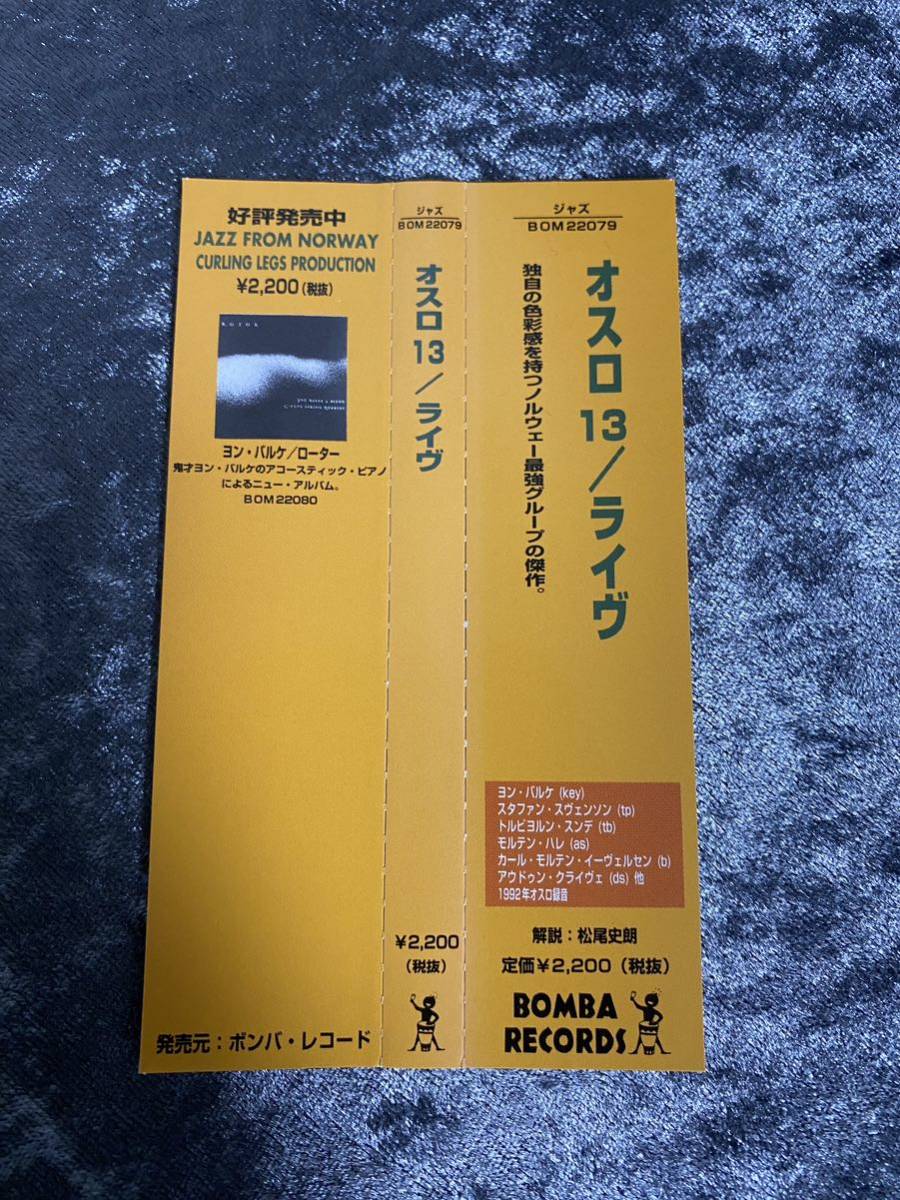 好評発売中
JAZZ FROM NORWAY
CURLING LEGS PRODUCTION
¥2,200(税抜)
ROTOR
ヨン・バルケ/ローター
鬼才ヨン・バルケのアコースティック・ピアノ
によるニュー・アルバム。
BOM22080
発売元:ボンバ・レコード
ジャズ
BOM22079
オスロ13/ライヴ
¥2,200
(税抜)
ジャズ
BOM22079
オスロ13/ライヴ
独自の色彩感を持つノルウェー最強グループの傑作。
ヨン・バルケ (key)
スタファン・スヴェンソン (tp)
トルビヨルン・スンデ (tb)
モルテン・ハレ (as)
カール・モルテン・イーヴェルセン (b)
アウドゥン・クライヴェ (ds) 他
1992年オスロ録音
解説:松尾史朗
定価¥2,200(税抜)
BOMBA
RECORDS